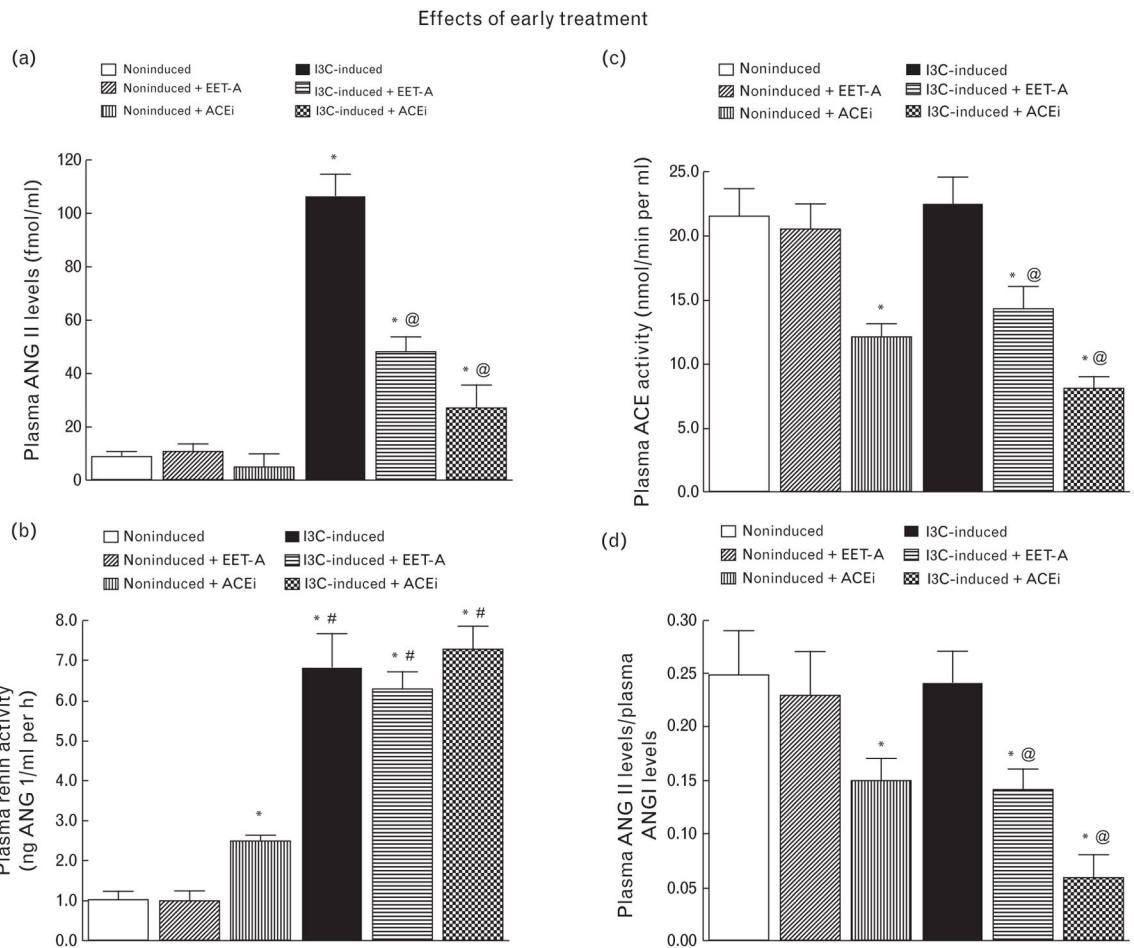 Effects of early treatment
(a)
Noninduced
I3C-induced
Noninduced + EET-A
I3C-induced + EET-A
Noninduced + ACEi
I3C-induced + ACEi
Plasma ANG II levels (fmol/ml)
120
100
80
60
40
20
0
*
* @
* @
(c)
Noninduced
I3C-induced
Noninduced + EET-A
I3C-induced + EET-A
Noninduced + ACEi
I3C-induced + ACEi
Plasma ACE activity (nmol/min per ml)
25.0
20.0
15.0
10.0
5.0
0.0
*
* @
* @
(b)
Noninduced
I3C-induced
Noninduced + EET-A
I3C-induced + EET-A
Noninduced + ACEi
I3C-induced + ACEi
Plasma renin activity
(ng ANG 1/ml per h)
8.0
7.0
6.0
5.0
4.0
3.0
2.0
1.0
0.0
*
* #
* #
* #
(d)
Noninduced
I3C-induced
Noninduced + EET-A
I3C-induced + EET-A
Noninduced + ACEi
I3C-induced + ACEi
Plasma ANG II levels/plasma
ANGI levels
0.30
0.25
0.20
0.15
0.10
0.05
0.00
*
* @
* @